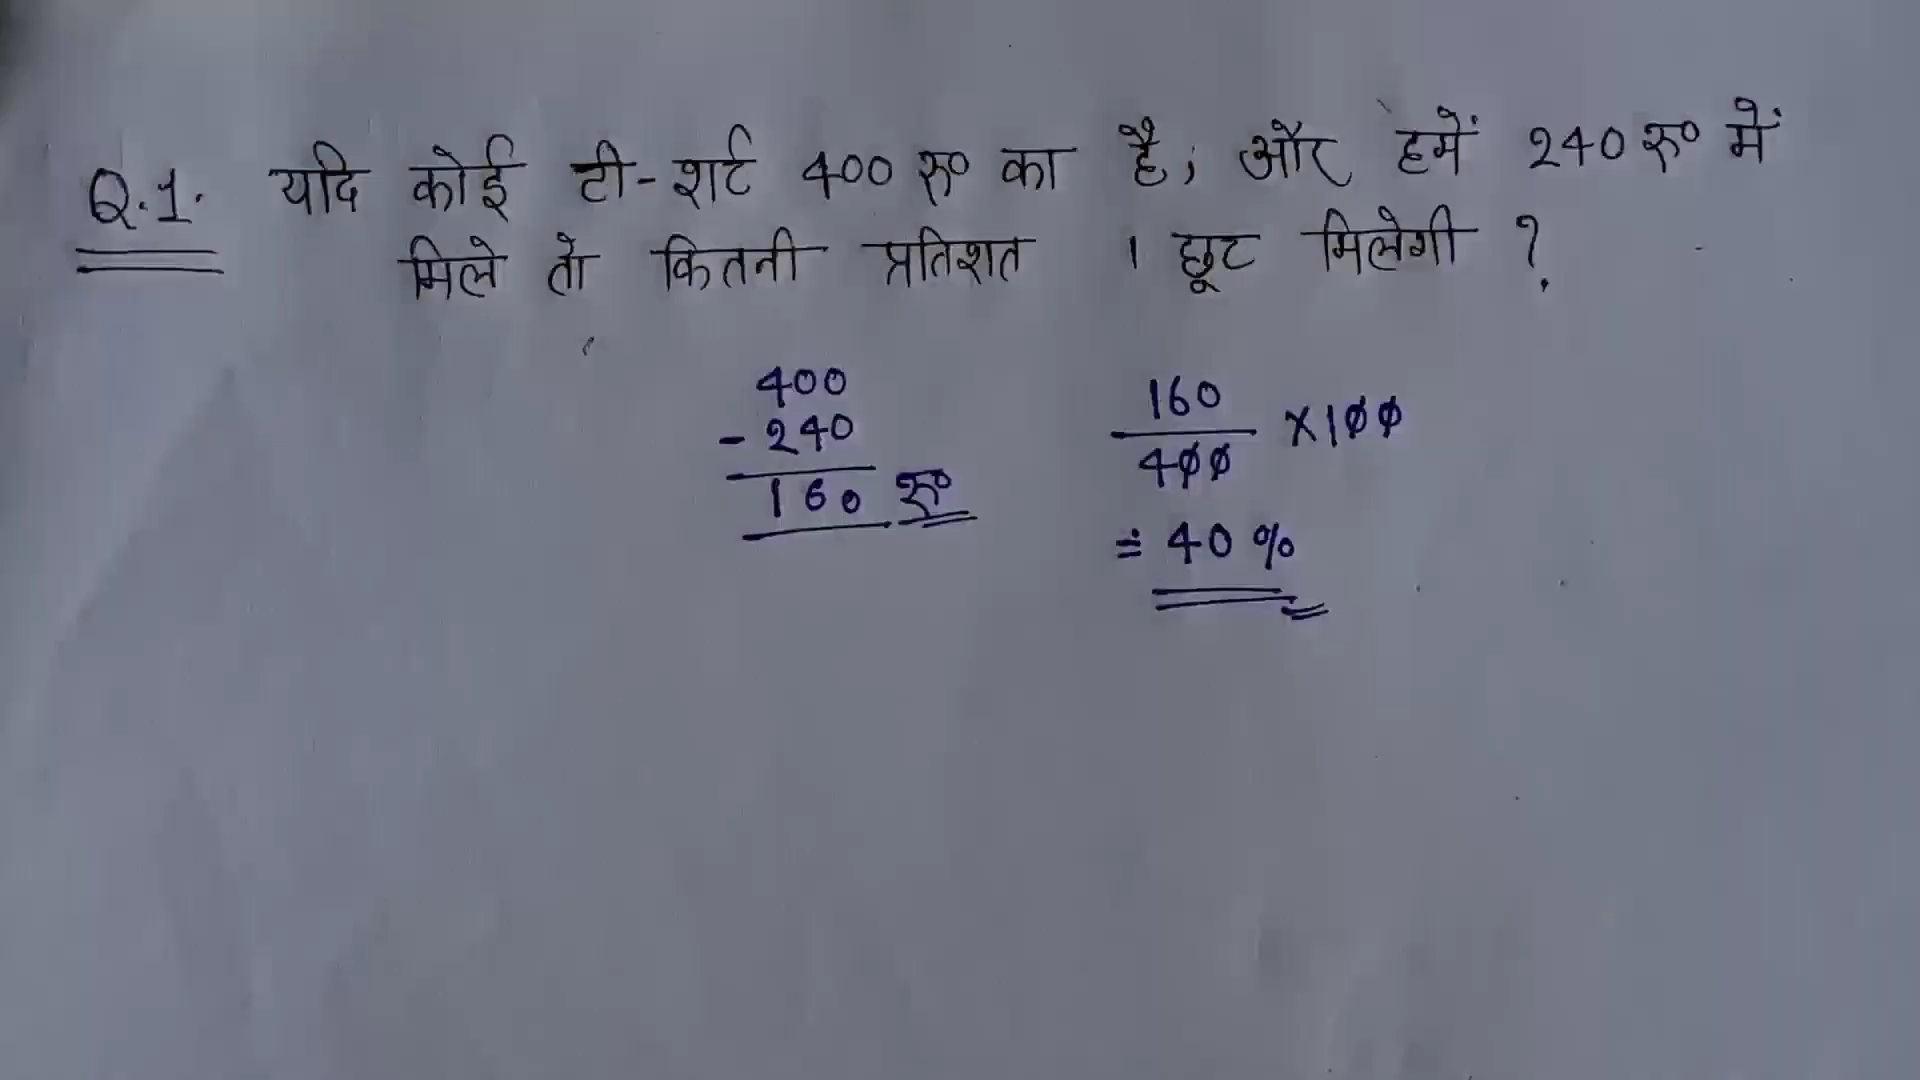 Q.1. यदि कोई टी-शर्ट 400 रु० का है, और हमें 240 रु० में
मिले तो कितनी प्रतिशत । छूट मिलेगी ?
400
- 240
160 रु०
160
400 ×100
= 40 %